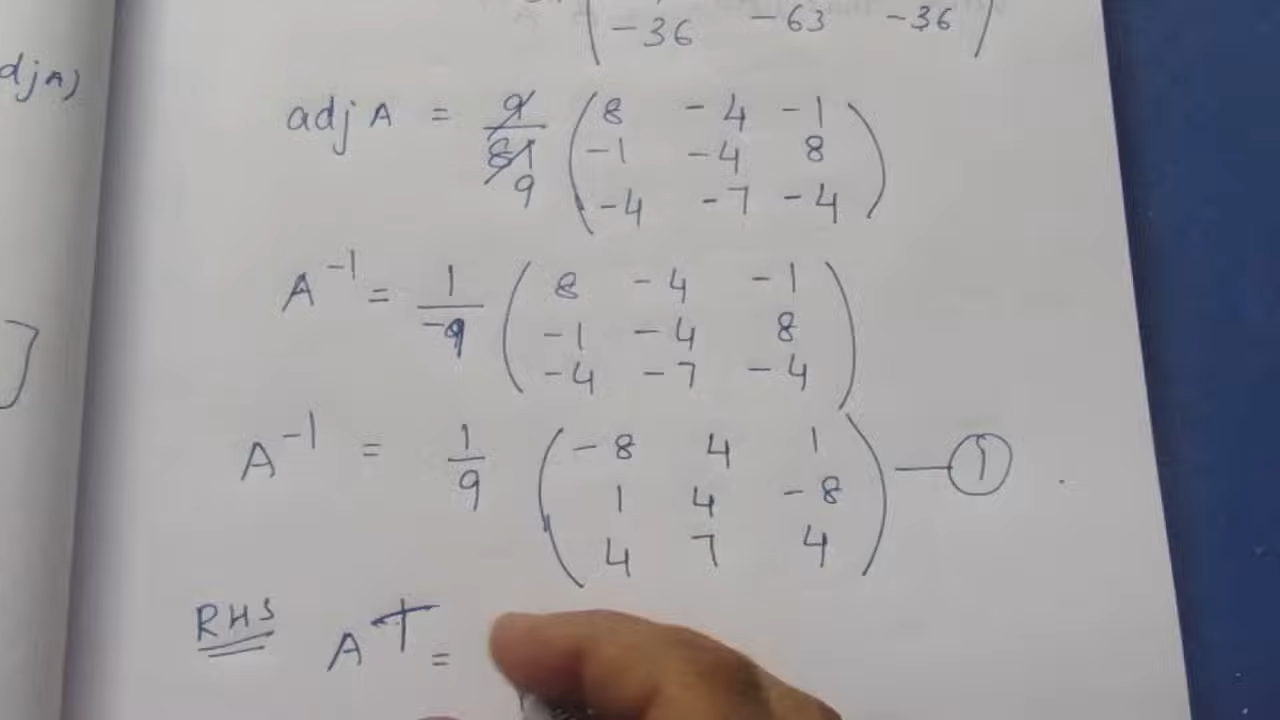 djA)
-36 -63 -36
adj A = 9/81 9 ( 8 -4 -1
-1 -4 8
-4 -7 -4 )
A⁻¹ = 1/-9 ( 8 -4 -1
-1 -4 8
-4 -7 -4 )
A⁻¹ = 1/9 ( -8 4 1
1 4 -8
4 7 4 ) — ①
RHS Aᵀ =